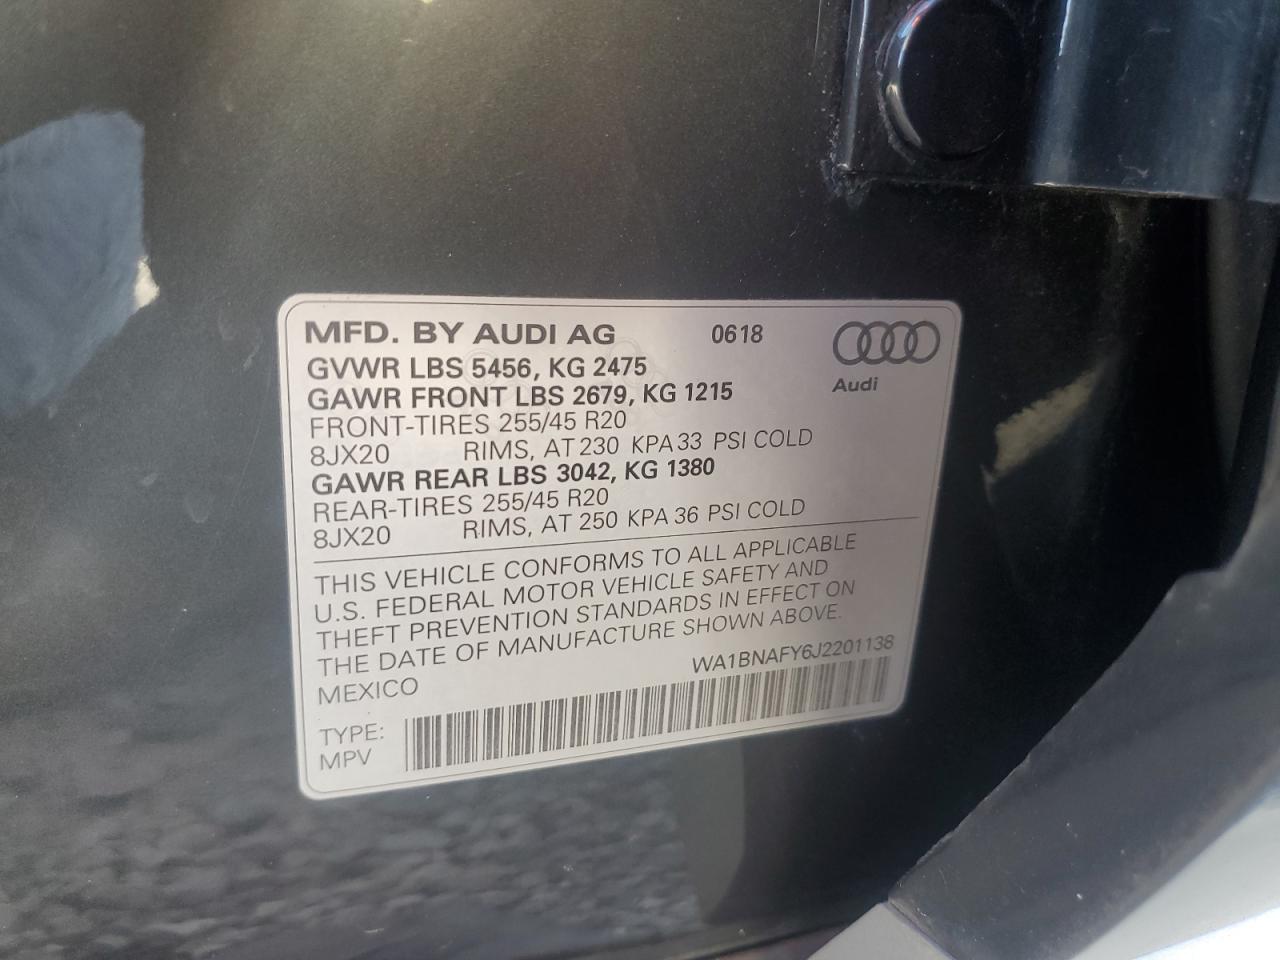 MFD. BY AUDI AG 0618
Audi
GVWR LBS 5456, KG 2475
GAWR FRONT LBS 2679, KG 1215
FRONT-TIRES 255/45 R20
8JX20 RIMS, AT 230 KPA 33 PSI COLD
GAWR REAR LBS 3042, KG 1380
REAR-TIRES 255/45 R20
8JX20 RIMS, AT 250 KPA 36 PSI COLD
THIS VEHICLE CONFORMS TO ALL APPLICABLE
U.S. FEDERAL MOTOR VEHICLE SAFETY AND
THEFT PREVENTION STANDARDS IN EFFECT ON
THE DATE OF MANUFACTURE SHOWN ABOVE.
MEXICO WA1BNAFY6J2201138
TYPE:
MPV